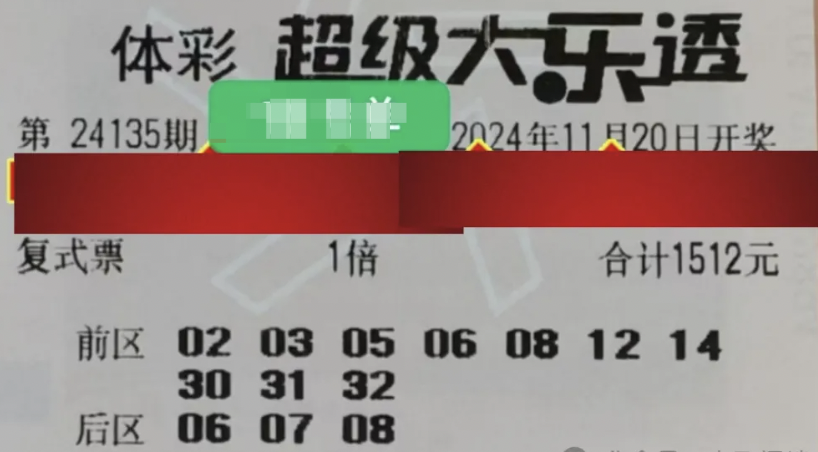 体彩 超级大乐透
第 24135期 2024年11月20日开奖
复式票 1倍 合计1512元
前区 02 03 05 06 08 12 14
30 31 32
后区 06 07 08